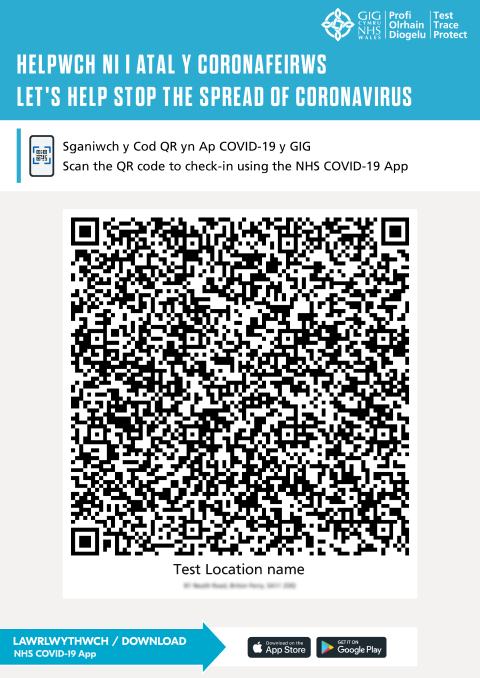 GIG
CYMRU
NHS
WALES
Profi
Olrhain
Diogelu
Test
Trace
Protect
HELPWCH NI I ATAL Y CORONAFEIRWS
LET'S HELP STOP THE SPREAD OF CORONAVIRUS
Sganiwch y Cod QR yn Ap COVID-19 y GIG
Scan the QR code to check-in using the NHS COVID-19 App
Test Location name
LAWRLWYTHWCH / DOWNLOAD
NHS COVID-19 App
Download on the
App Store
GET IT ON
Google Play